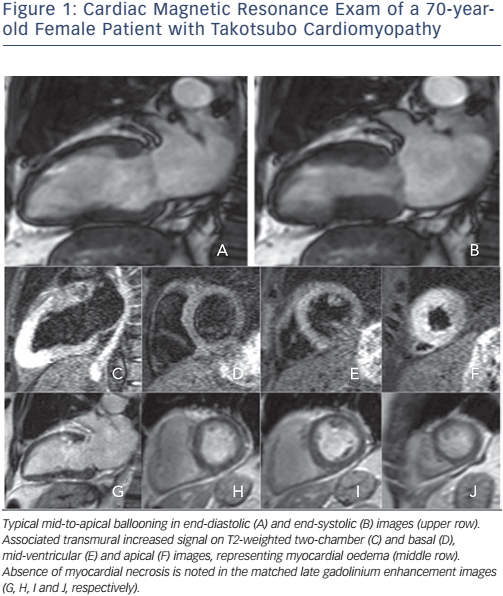 Figure 1: Cardiac Magnetic Resonance Exam of a 70-year-
old Female Patient with Takotsubo Cardiomyopathy
A
B
C
D
E
F
G
H
I
J
Typical mid-to-apical ballooning in end-diastolic (A) and end-systolic (B) images (upper row).
Associated transmural increased signal on T2-weighted two-chamber (C) and basal (D),
mid-ventricular (E) and apical (F) images, representing myocardial oedema (middle row).
Absence of myocardial necrosis is noted in the matched late gadolinium enhancement images
(G, H, I and J, respectively).